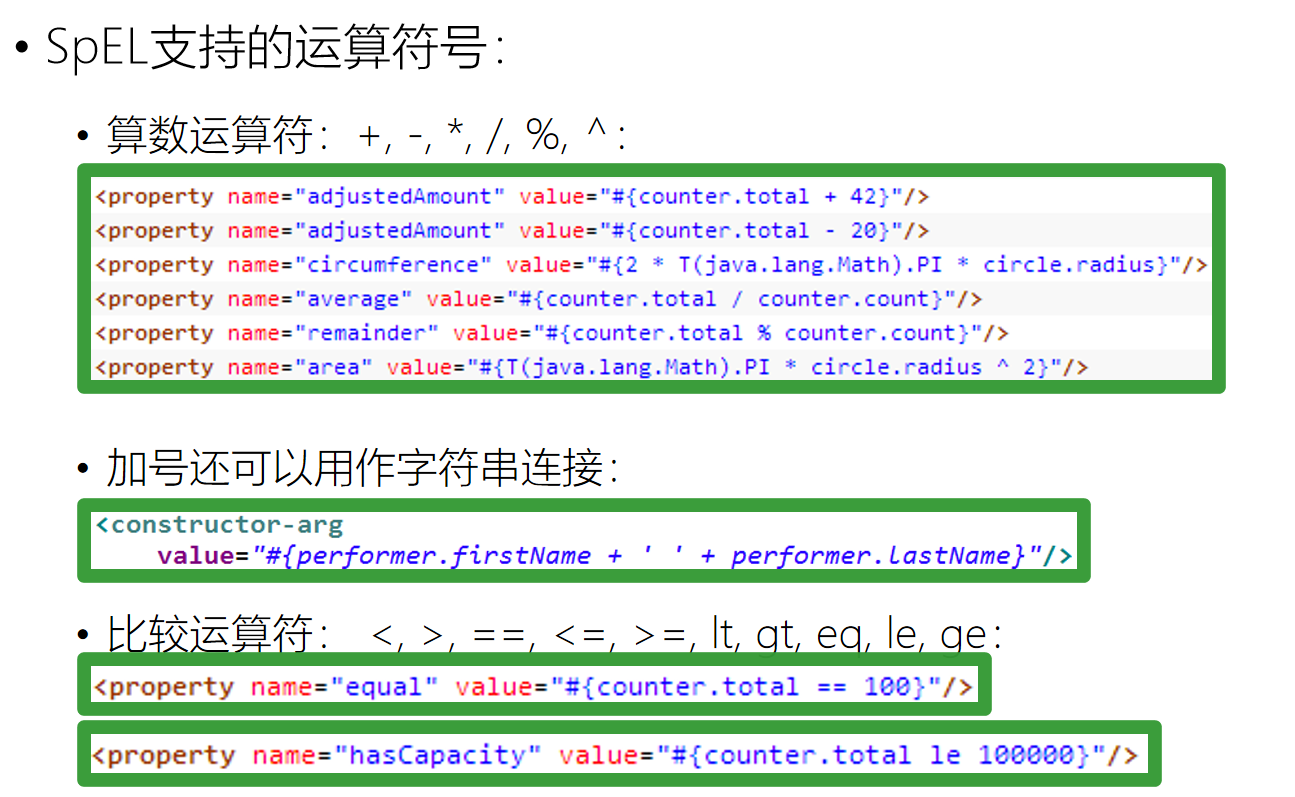 • SpEL支持的运算符号:
• 算数运算符: +, -, *, /, %, ^:
<property name="adjustedAmount" value="#{counter.total + 42}"/>
<property name="adjustedAmount" value="#{counter.total - 20}"/>
<property name="circumference" value="#{2 * T(java.lang.Math).PI * circle.radius}"/>
<property name="average" value="#{counter.total / counter.count}"/>
<property name="remainder" value="#{counter.total % counter.count}"/>
<property name="area" value="#{T(java.lang.Math).PI * circle.radius ^ 2}"/>
• 加号还可以用作字符串连接:
<constructor-arg
value="#{performer.firstName + ' ' + performer.lastName}"/>
• 比较运算符: <, >, ==, <=, >=, lt, gt, eq, le, ge:
<property name="equal" value="#{counter.total == 100}"/>
<property name="hasCapacity" value="#{counter.total le 100000}"/>